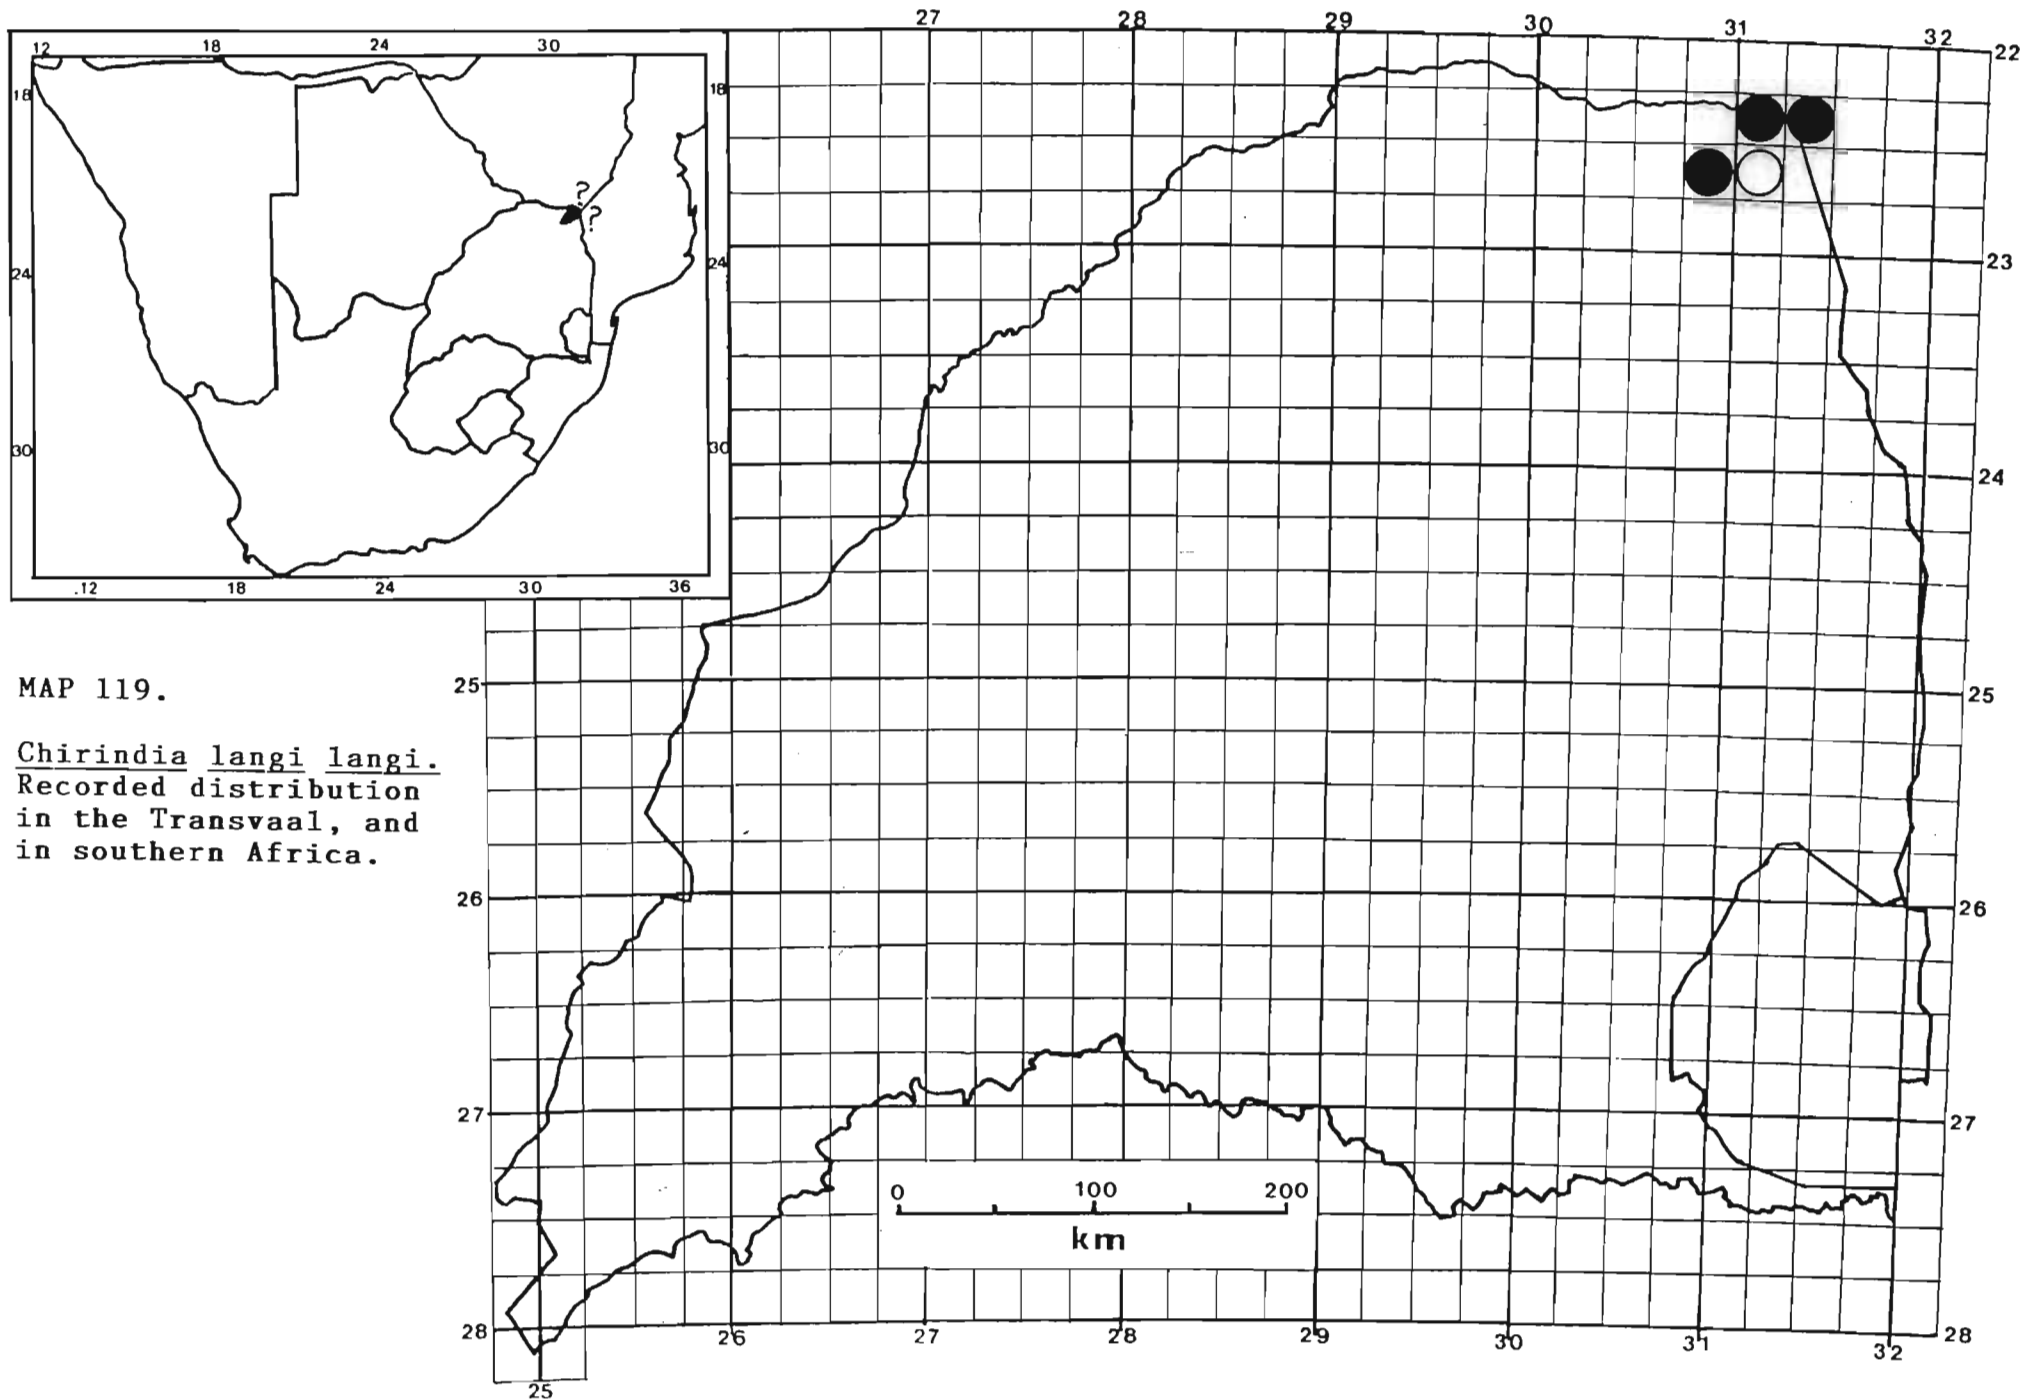 27 28 29 30 31 32
22
12 18 24 30
18 18
?
?
24 24
30 30
.12 18 24 30 36
23
24
MAP 119.
25 25
Chirindia langi langi.
Recorded distribution
in the Transvaal, and
in southern Africa.
26 26
27 27
0 100 200
km
28 28
26 27 28 29 30 31 32
25